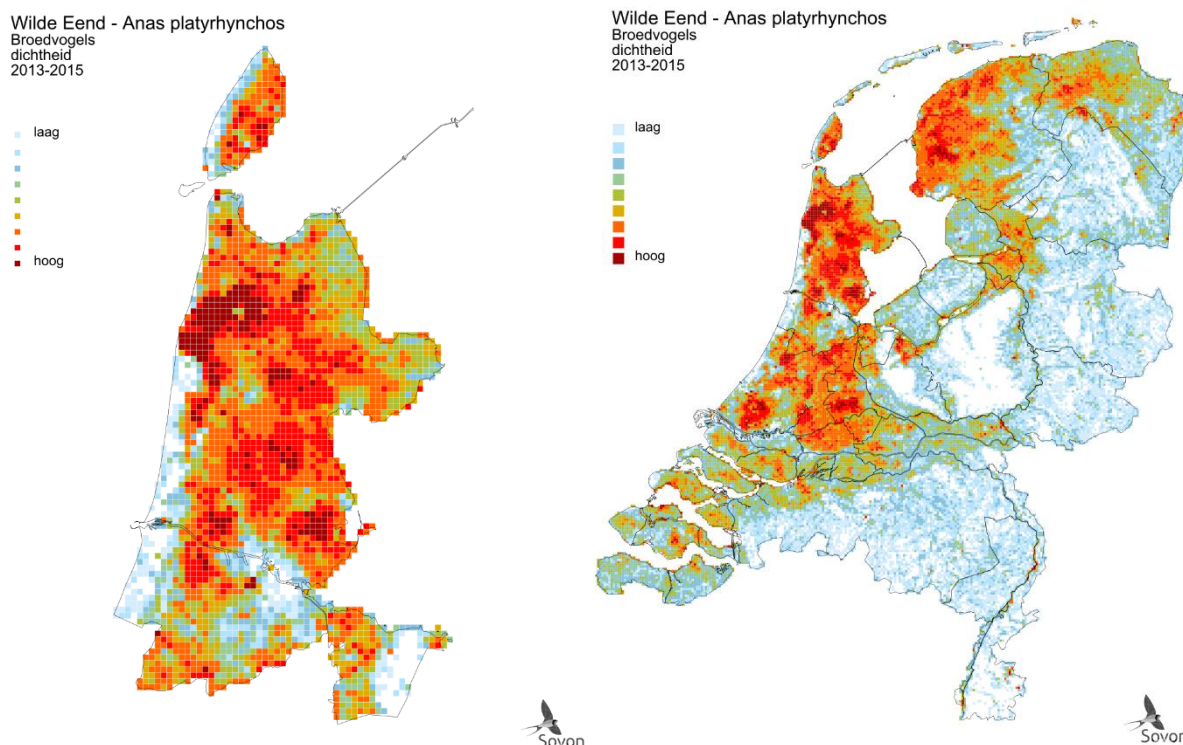 Wilde Eend - Anas platyrhynchos
Broedvogels
dichtheid
2013-2015
laag
hoog
Sovon
Wilde Eend - Anas platyrhynchos
Broedvogels
dichtheid
2013-2015
laag
hoog
Sovon